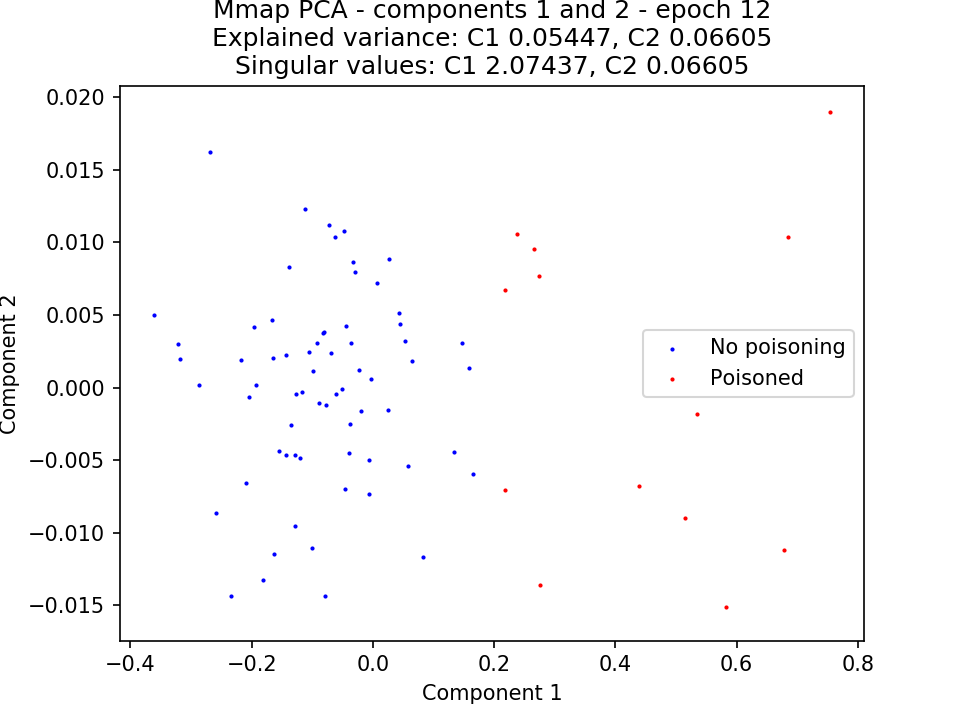 Mmap PCA - components 1 and 2 - epoch 12
Explained variance: C1 0.05447, C2 0.06605
Singular values: C1 2.07437, C2 0.06605
0.020
0.015
0.010
0.005
0.000
−0.005
−0.010
−0.015
Component 2
No poisoning
Poisoned
−0.4
−0.2
0.0
0.2
0.4
0.6
0.8
Component 1